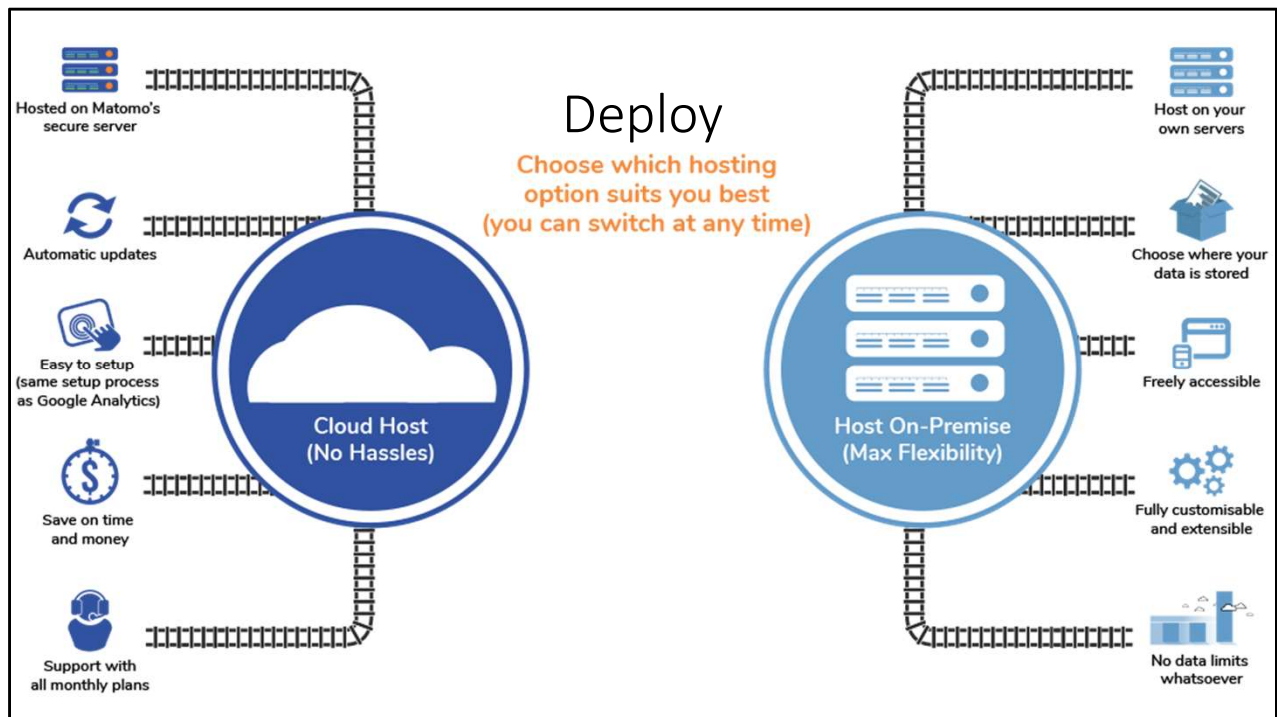 Deploy
Choose which hosting
option suits you best
(you can switch at any time)
Hosted on Matomo's
secure server
Automatic updates
Easy to setup
(same setup process
as Google Analytics)
Save on time
and money
Support with
all monthly plans
Cloud Host
(No Hassles)
Host On-Premise
(Max Flexibility)
Host on your
own servers
Choose where your
data is stored
Freely accessible
Fully customisable
and extensible
No data limits
whatsoever